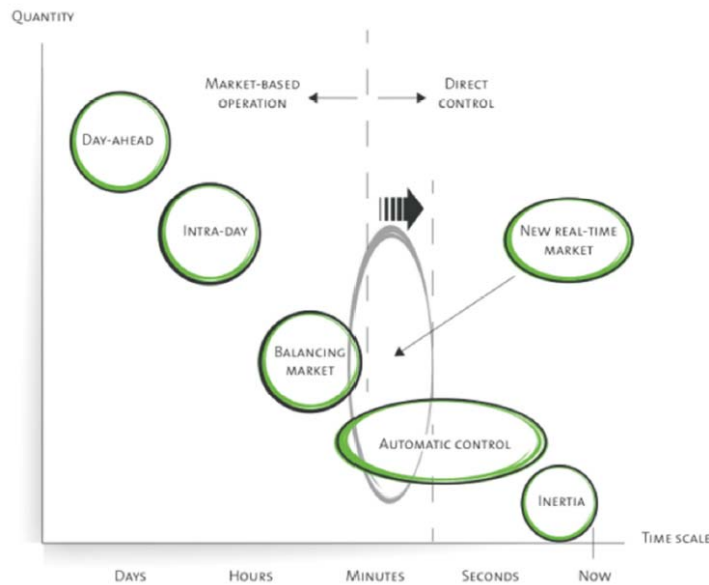 QUANTITY
MARKET-BASED
OPERATION
DIRECT
CONTROL
DAY-AHEAD
INTRA-DAY
NEW REAL-TIME
MARKET
BALANCING
MARKET
AUTOMATIC CONTROL
INERTIA
TIME SCALE
DAYS
HOURS
MINUTES
SECONDS
NOW